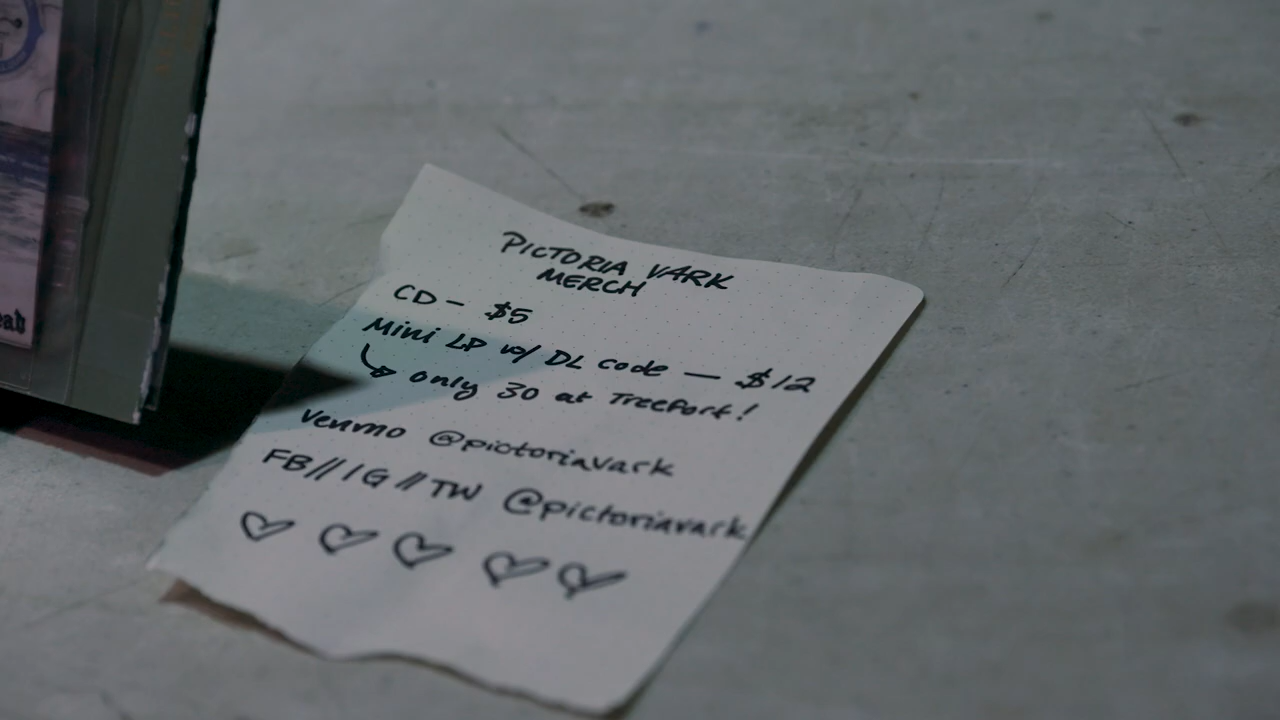 PICTORIA VARK
MERCH
CD - $5
Mini LP w/ DL code — $12
only 30 at Treefort!
Venmo @pictoriavark
FB//IG//TW @pictoriavark